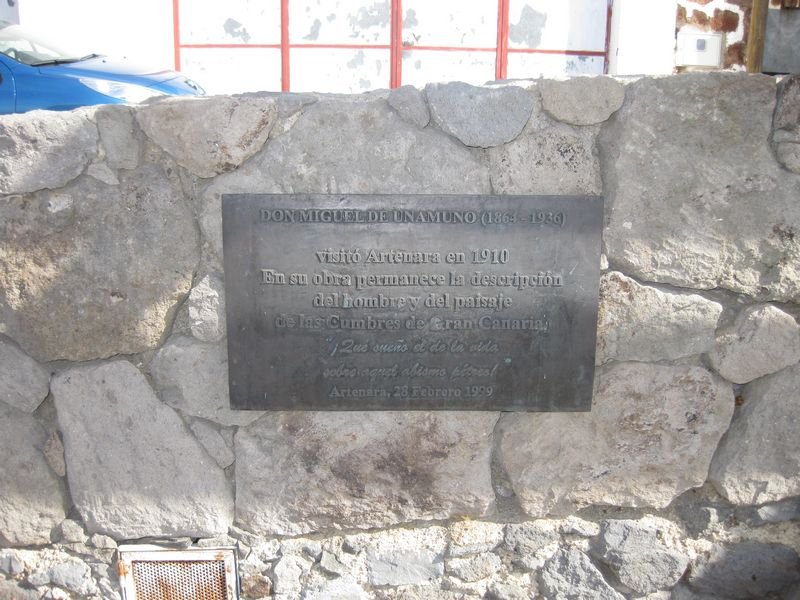 DON MIGUEL DE UNAMUNO (1864 - 1936)
visitó Artenara en 1910
En su obra permanece la descripción
del hombre y del paisaje
de las Cumbres de Gran Canaria,
"¡Qué sueño el de la vida
sobre aquel abismo pétreo!
Artenara, 28 Febrero 1999